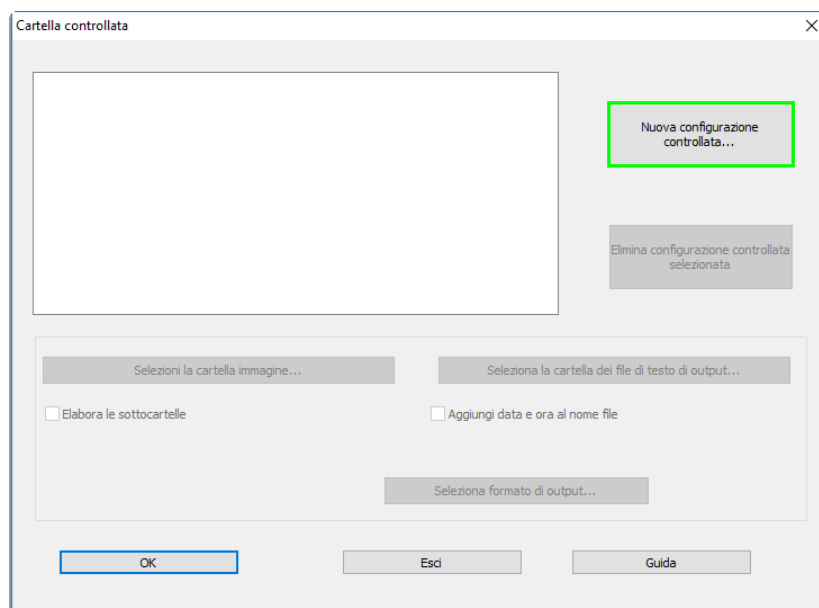 Cartella controllata
Nuova configurazione
controllata...
Elimina configurazione controllata
selezionata
Selezioni la cartella immagine...
Seleziona la cartella dei file di testo di output...
Elabora le sottocartelle
Aggiungi data e ora al nome file
Seleziona formato di output...
OK
Esci
Guida